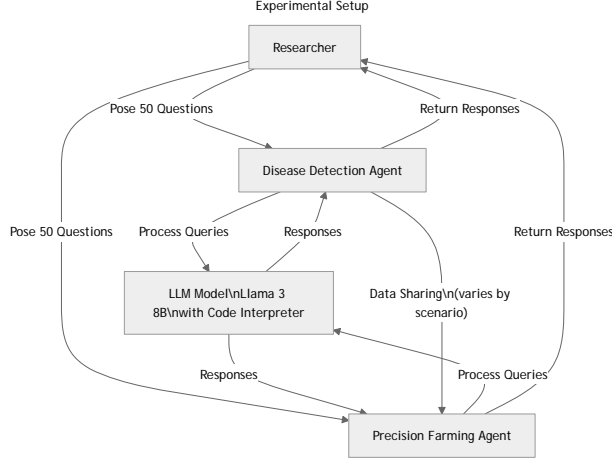 Experimental Setup
Researcher
Pose 50 Questions
Return Responses
Disease Detection Agent
Pose 50 Questions
Process Queries
Responses
Return Responses
LLM Model\nLlama 3
8B\nwith Code Interpreter
Data Sharing\n(varies by
scenario)
Responses
Process Queries
Precision Farming Agent